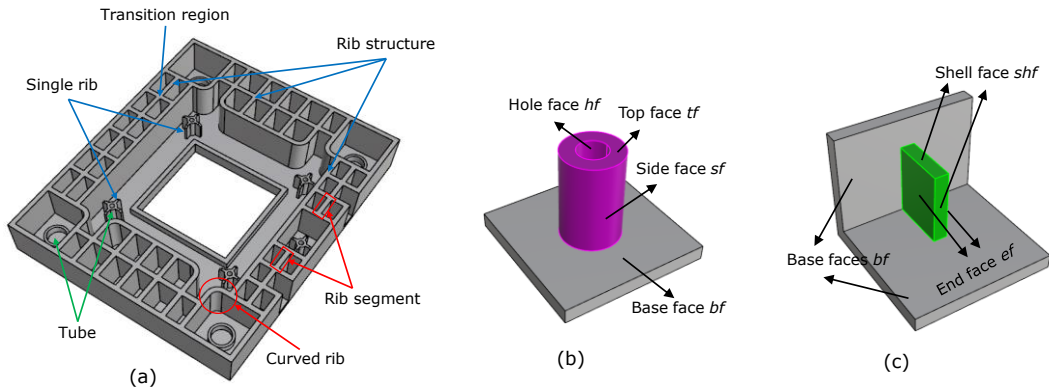 Transition region
Rib structure
Single rib
Tube
Rib segment
Curved rib
(a)
Hole face hf
Top face tf
Side face sf
Base face bf
(b)
Shell face shf
Base faces bf
End face ef
(c)